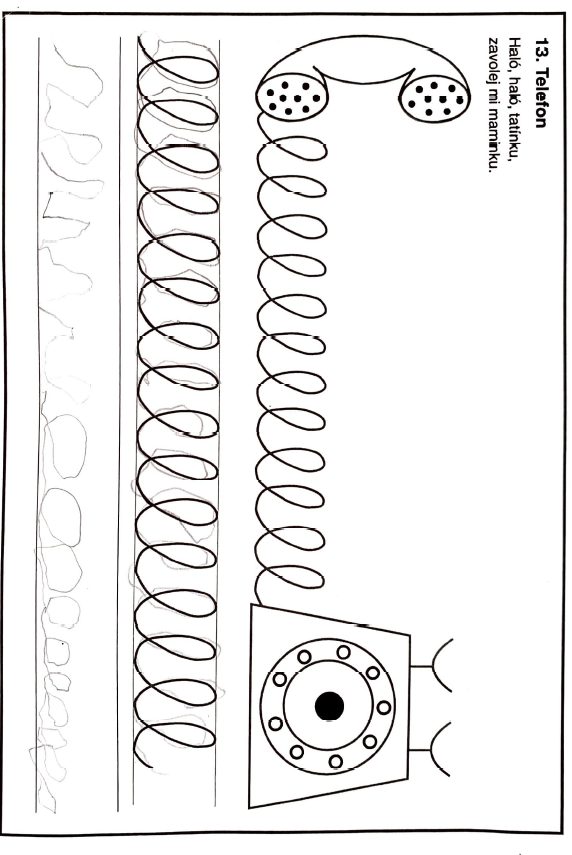 13. Telefon
Haló, haló, tatínku,
zavolej mi maminku.